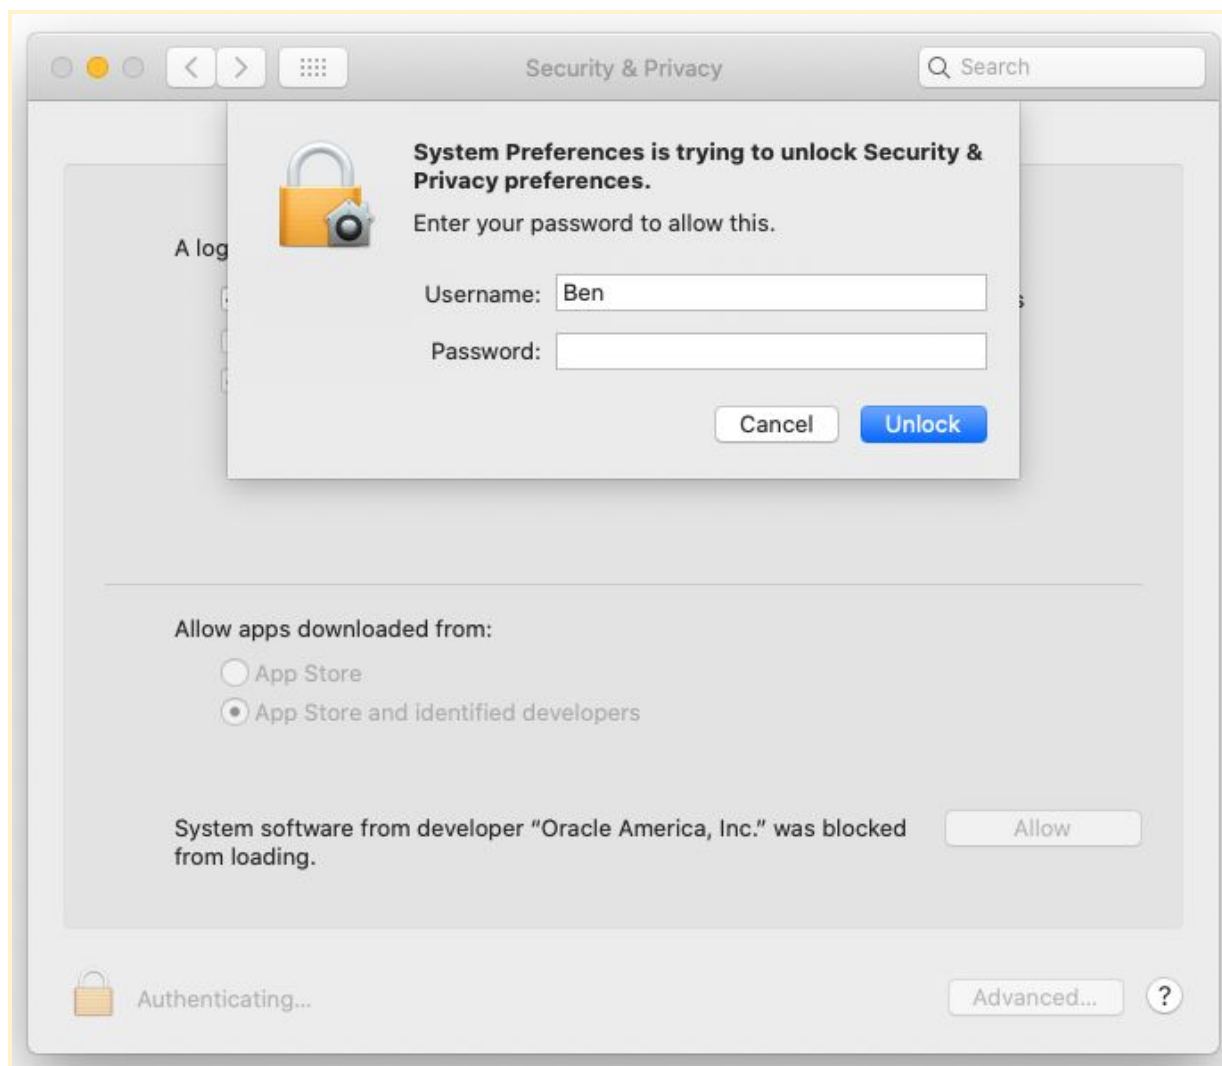 Security & Privacy
Search
System Preferences is trying to unlock Security &
Privacy preferences.
Enter your password to allow this.
A log
Username: Ben
s
Password:
Cancel Unlock
Allow apps downloaded from:
App Store
App Store and identified developers
System software from developer “Oracle America, Inc.” was blocked
from loading.
Allow
Authenticating...
Advanced...
?